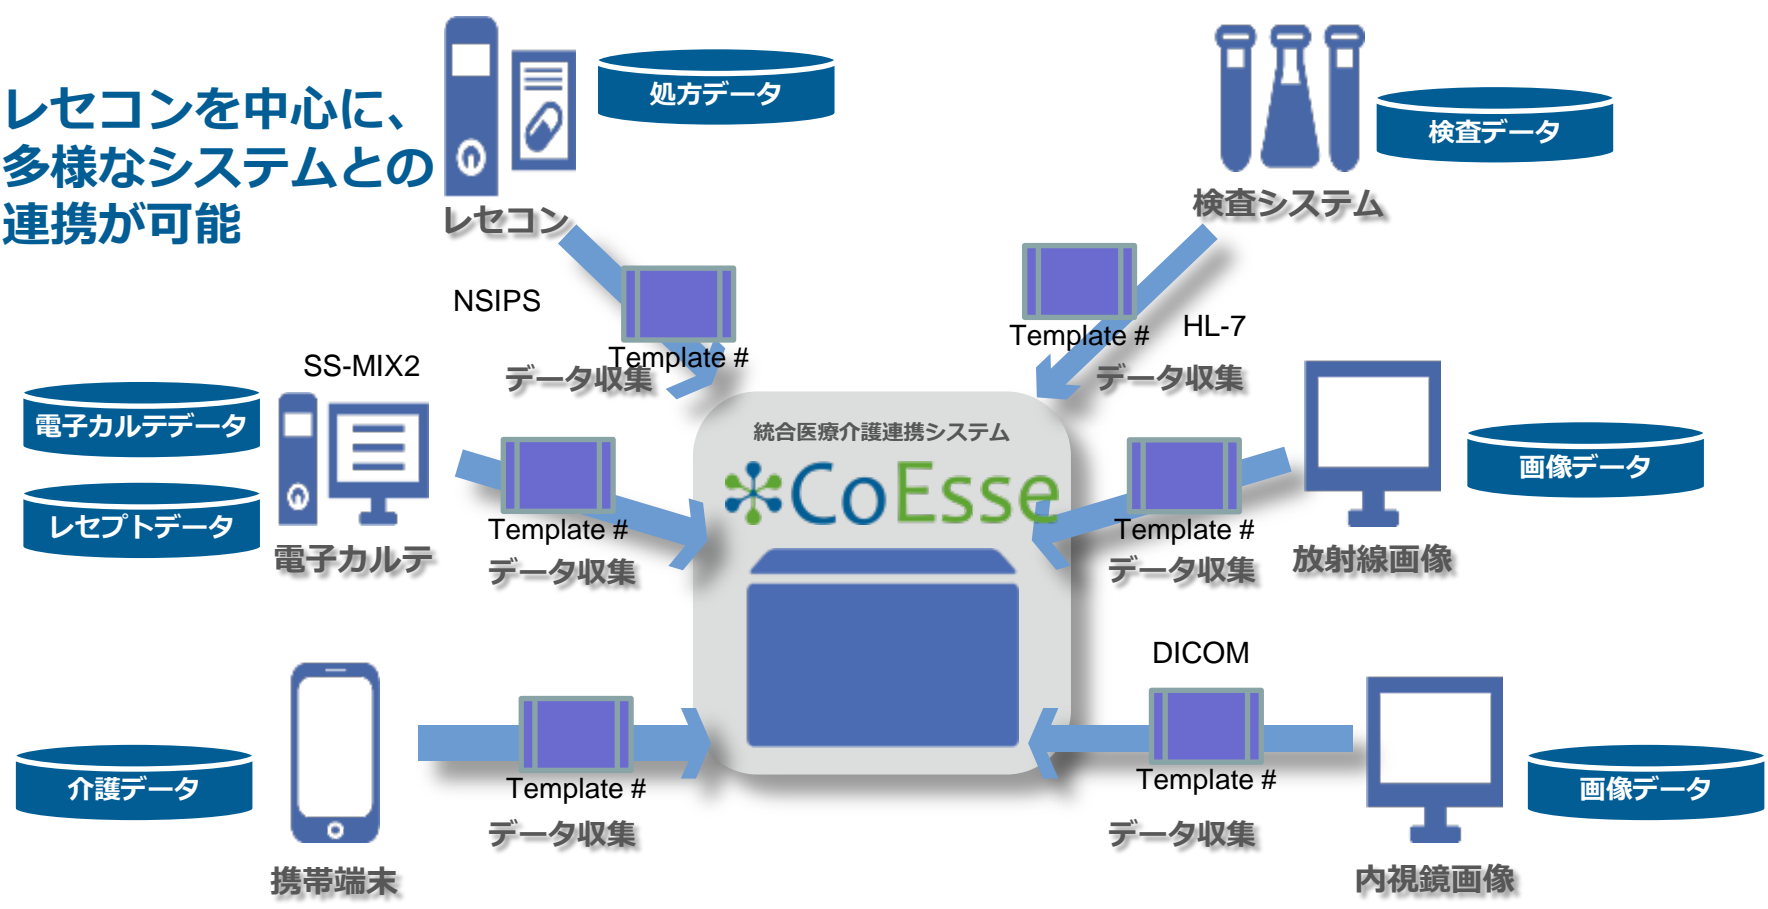 レセコンを中心に、
多様なシステムとの
連携が可能
処方データ
レセコン
検査データ
検査システム
NSIPS
Template #
データ収集
Template #
HL-7
データ収集
SS-MIX2
電子カルテデータ
レセプトデータ
電子カルテ
Template #
データ収集
統合医療介護連携システム
CoEsse
Template #
データ収集
放射線画像
画像データ
介護データ
携帯端末
Template #
データ収集
DICOM
Template #
データ収集
内視鏡画像
画像データ